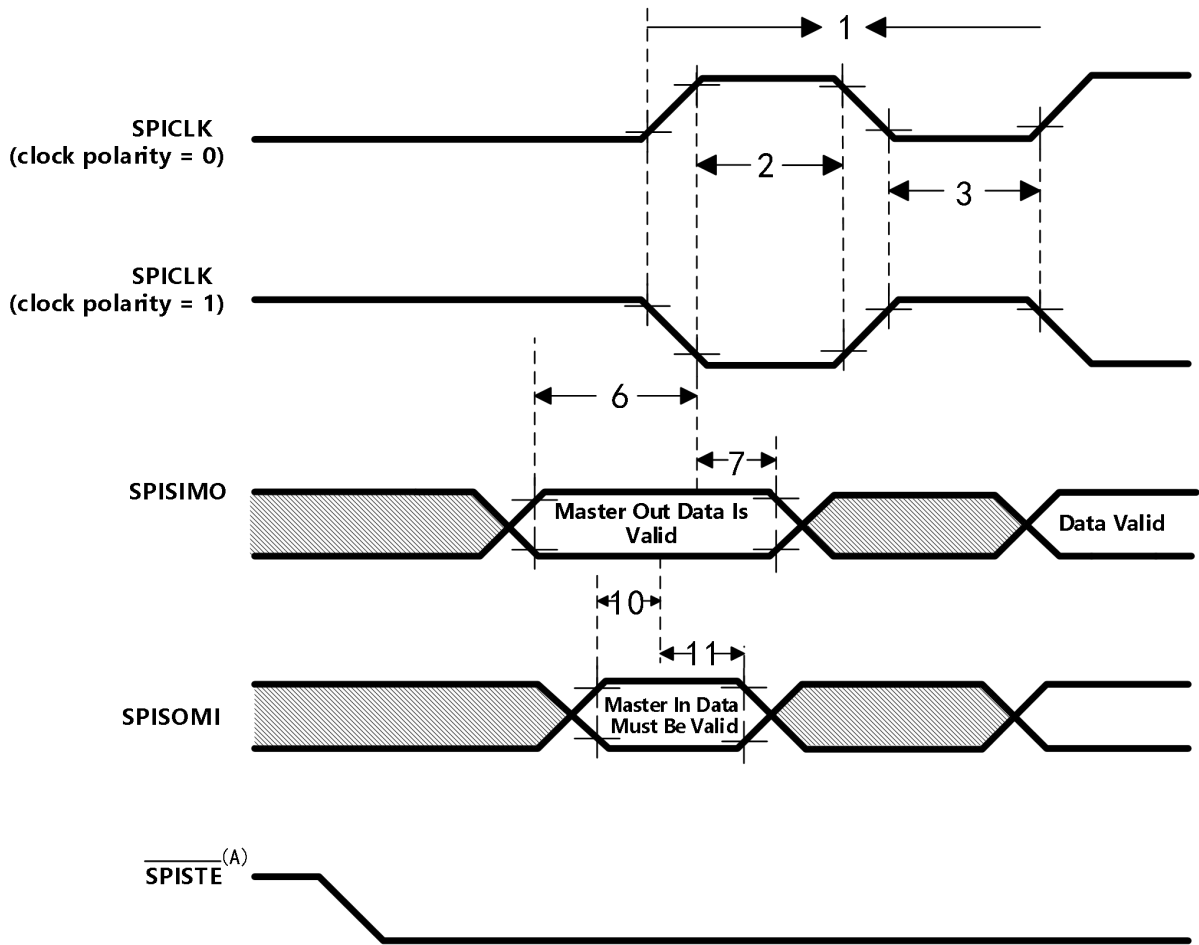 1
SPICLK
(clock polarity = 0)
2
3
SPICLK
(clock polarity = 1)
6
7
SPISIMO
Master Out Data Is
Valid
Data Valid
10
11
SPISOMI
Master In Data
Must Be Valid
SPISTE(A)